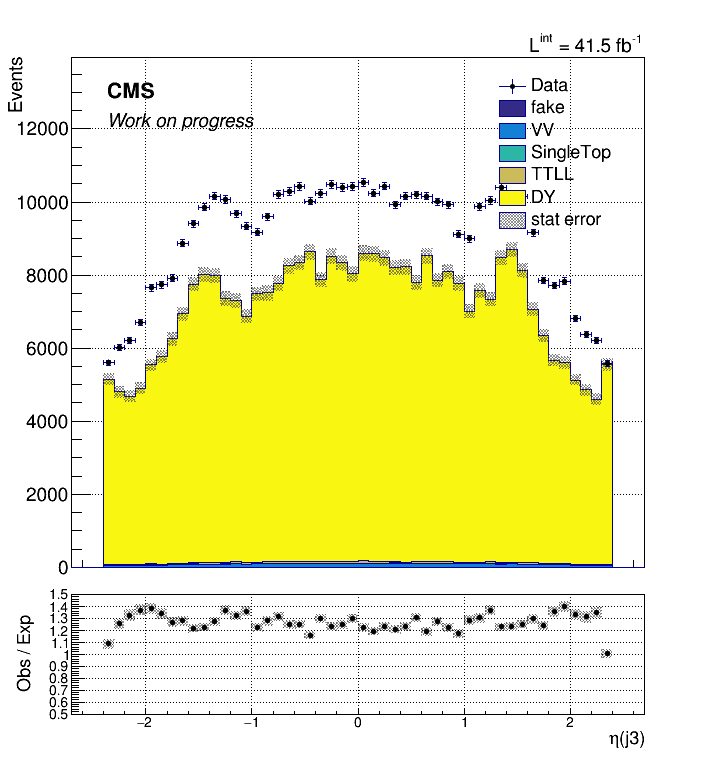 L^int = 41.5 fb^-1
Events
CMS
Work on progress
Data
fake
VV
SingleTop
TTLL
DY
stat error
12000
10000
8000
6000
4000
2000
0
Obs / Exp
1.5
1.4
1.3
1.2
1.1
1
0.9
0.8
0.7
0.6
0.5
−2 −1 0 1 2
η(j3)